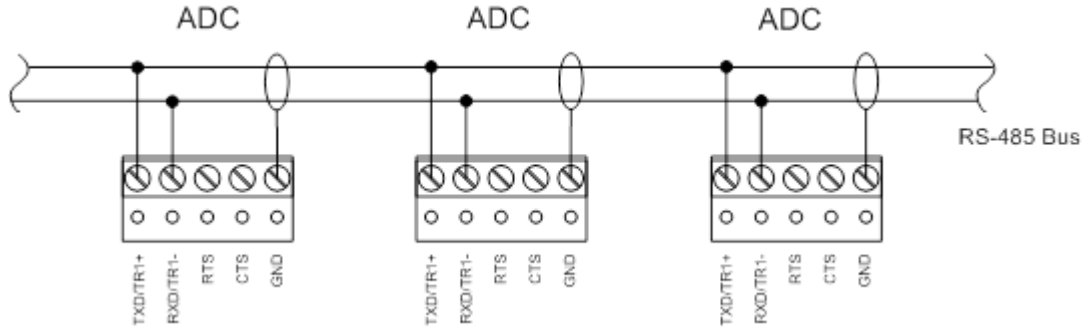 ADC
ADC
ADC
RS-485 Bus
TXD/TR1+
RXD/TR1-
RTS
CTS
GND
TXD/TR1+
RXD/TR1-
RTS
CTS
GND
TXD/TR1+
RXD/TR1-
RTS
CTS
GND